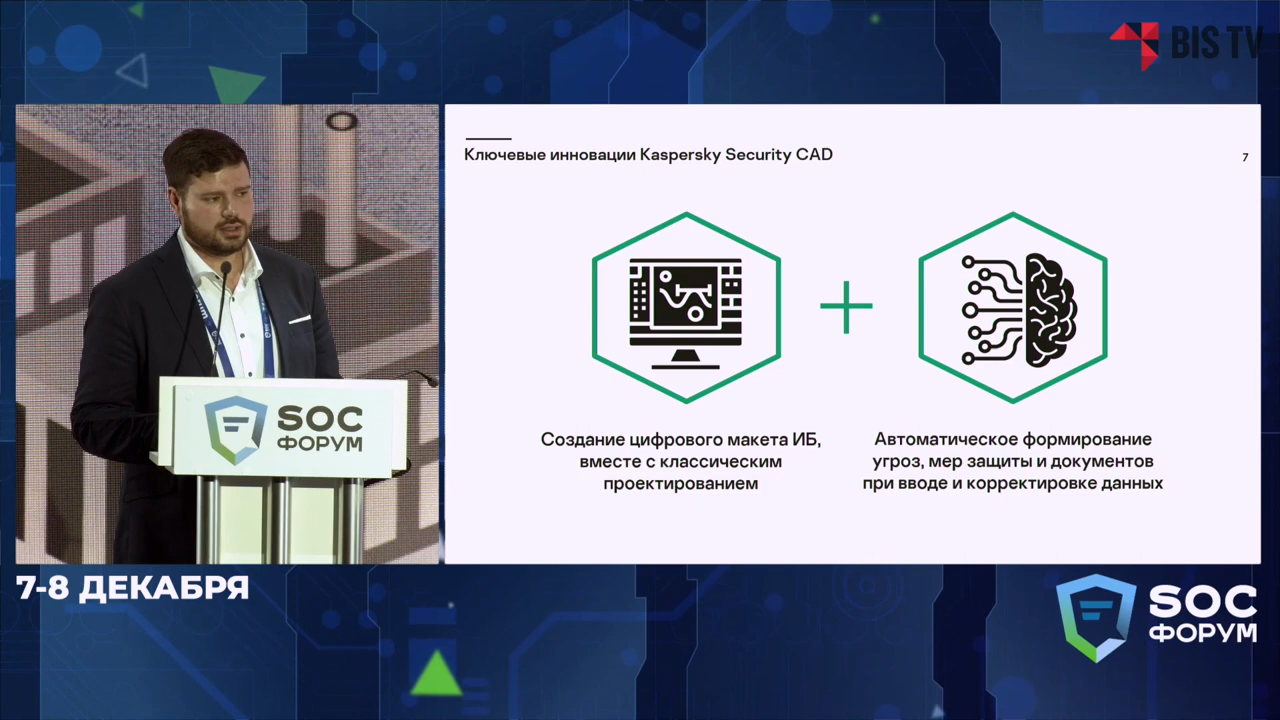 BIS TV
Ключевые инновации Kaspersky Security CAD
7
Создание цифрового макета ИБ,
вместе с классическим
проектированием
Автоматическое формирование
угроз, мер защиты и документов
при вводе и корректировке данных
SOC
ФОРУМ
7-8 ДЕКАБРЯ
SOC
ФОРУМ